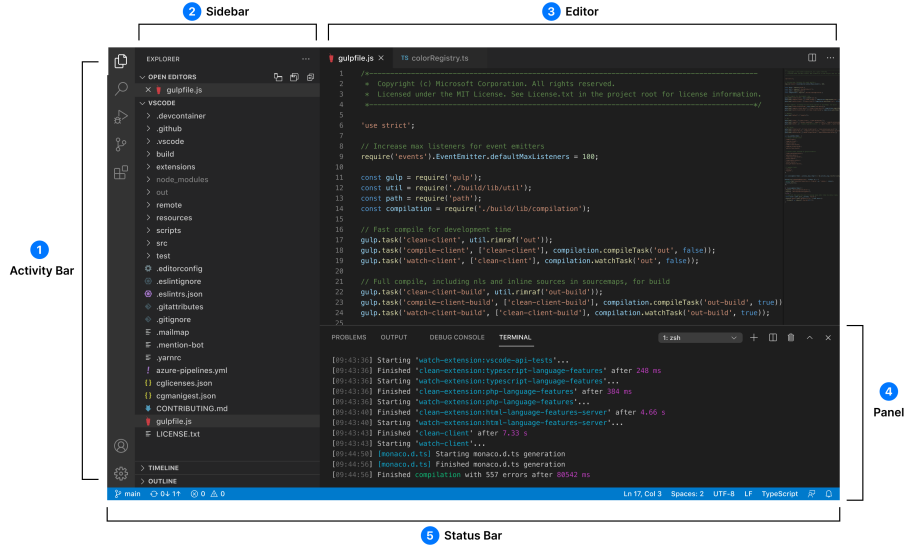 2 Sidebar
3 Editor
1
Activity Bar
EXPLORER
OPEN EDITORS
gulpfile.js
VSCODE
.devcontainer
.github
.vscode
build
extensions
node_modules
out
remote
resources
scripts
src
test
.editorconfig
.eslintignore
.eslintrs.json
.gitattributes
.gitignore
.mailmap
.mention-bot
.yarnrc
azure-pipelines.yml
cglicenses.json
cgmanigest.json
CONTRIBUTING.md
gulpfile.js
LICENSE.txt
TIMELINE
OUTLINE
gulpfile.js TS colorRegistry.ts
1 /*
2 * Copyright (c) Microsoft Corporation. All rights reserved.
3 * Licensed under the MIT License. See License.txt in the project root for license information.
4 *--------------------------------------------------------------------------------------------*/
5
6 'use strict';
7
8 // Increase max listeners for event emitters
9 require('events').EventEmitter.defaultMaxListeners = 100;
10
11 const gulp = require('gulp');
12 const util = require('./build/lib/util');
13 const path = require('path');
14 const compilation = require('./build/lib/compilation');
15
16 // Fast compile for development time
17 gulp.task('clean-client', util.rimraf('out'));
18 gulp.task('compile-client', ['clean-client'], compilation.compileTask('out', false));
19 gulp.task('watch-client', ['clean-client'], compilation.watchTask('out', false));
20
21 // Full compile, including nls and inline sources in sourcemaps, for build
22 gulp.task('clean-client-build', util.rimraf('out-build'));
23 gulp.task('compile-client-build', ['clean-client-build'], compilation.compileTask('out-build', true))
24 gulp.task('watch-client-build', ['clean-client-build'], compilation.watchTask('out-build', true));
25
PROBLEMS OUTPUT DEBUG CONSOLE TERMINAL 1: zsh
[09:43:36] Starting 'watch-extension:vscode-api-tests'...
[09:43:36] Finished 'clean-extension:typescript-language-features' after 248 ms
[09:43:36] Starting 'watch-extension:typescript-language-features'...
[09:43:36] Finished 'clean-extension:php-language-features' after 384 ms
[09:43:36] Starting 'watch-extension:php-language-features'...
[09:43:40] Finished 'clean-extension:html-language-features-server' after 4.66 s
[09:43:40] Starting 'watch-extension:html-language-features-server'...
[09:43:43] Finished 'clean-client' after 7.33 s
[09:43:43] Starting 'watch-client'...
[09:44:50] [monaco.d.ts] Starting monaco.d.ts generation
[09:44:56] [monaco.d.ts] Finished monaco.d.ts generation
[09:44:56] Finished compilation with 557 errors after 80542 ms
4
Panel
main 0↓ 1↑ 0 0 Ln 17, Col 3 Spaces: 2 UTF-8 LF TypeScript
5 Status Bar